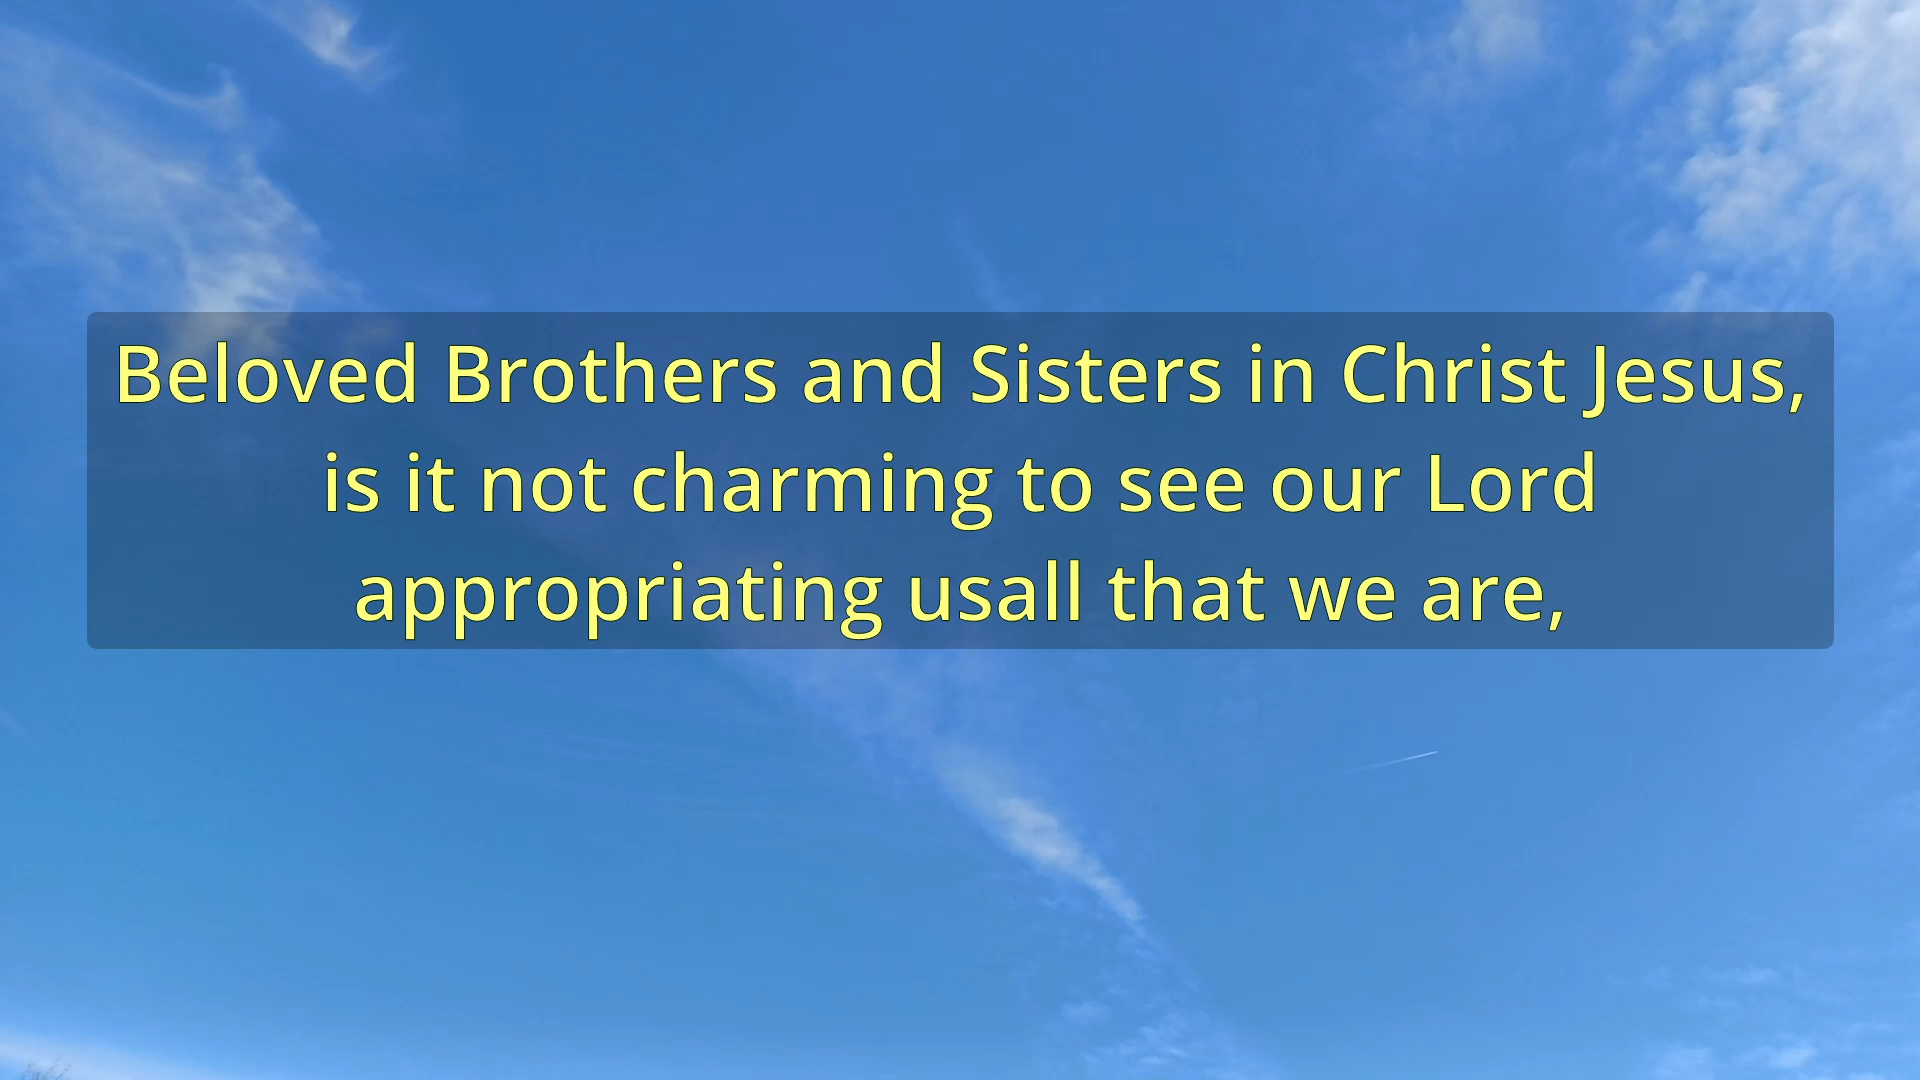 Beloved Brothers and Sisters in Christ Jesus,
is it not charming to see our Lord
appropriating usall that we are,